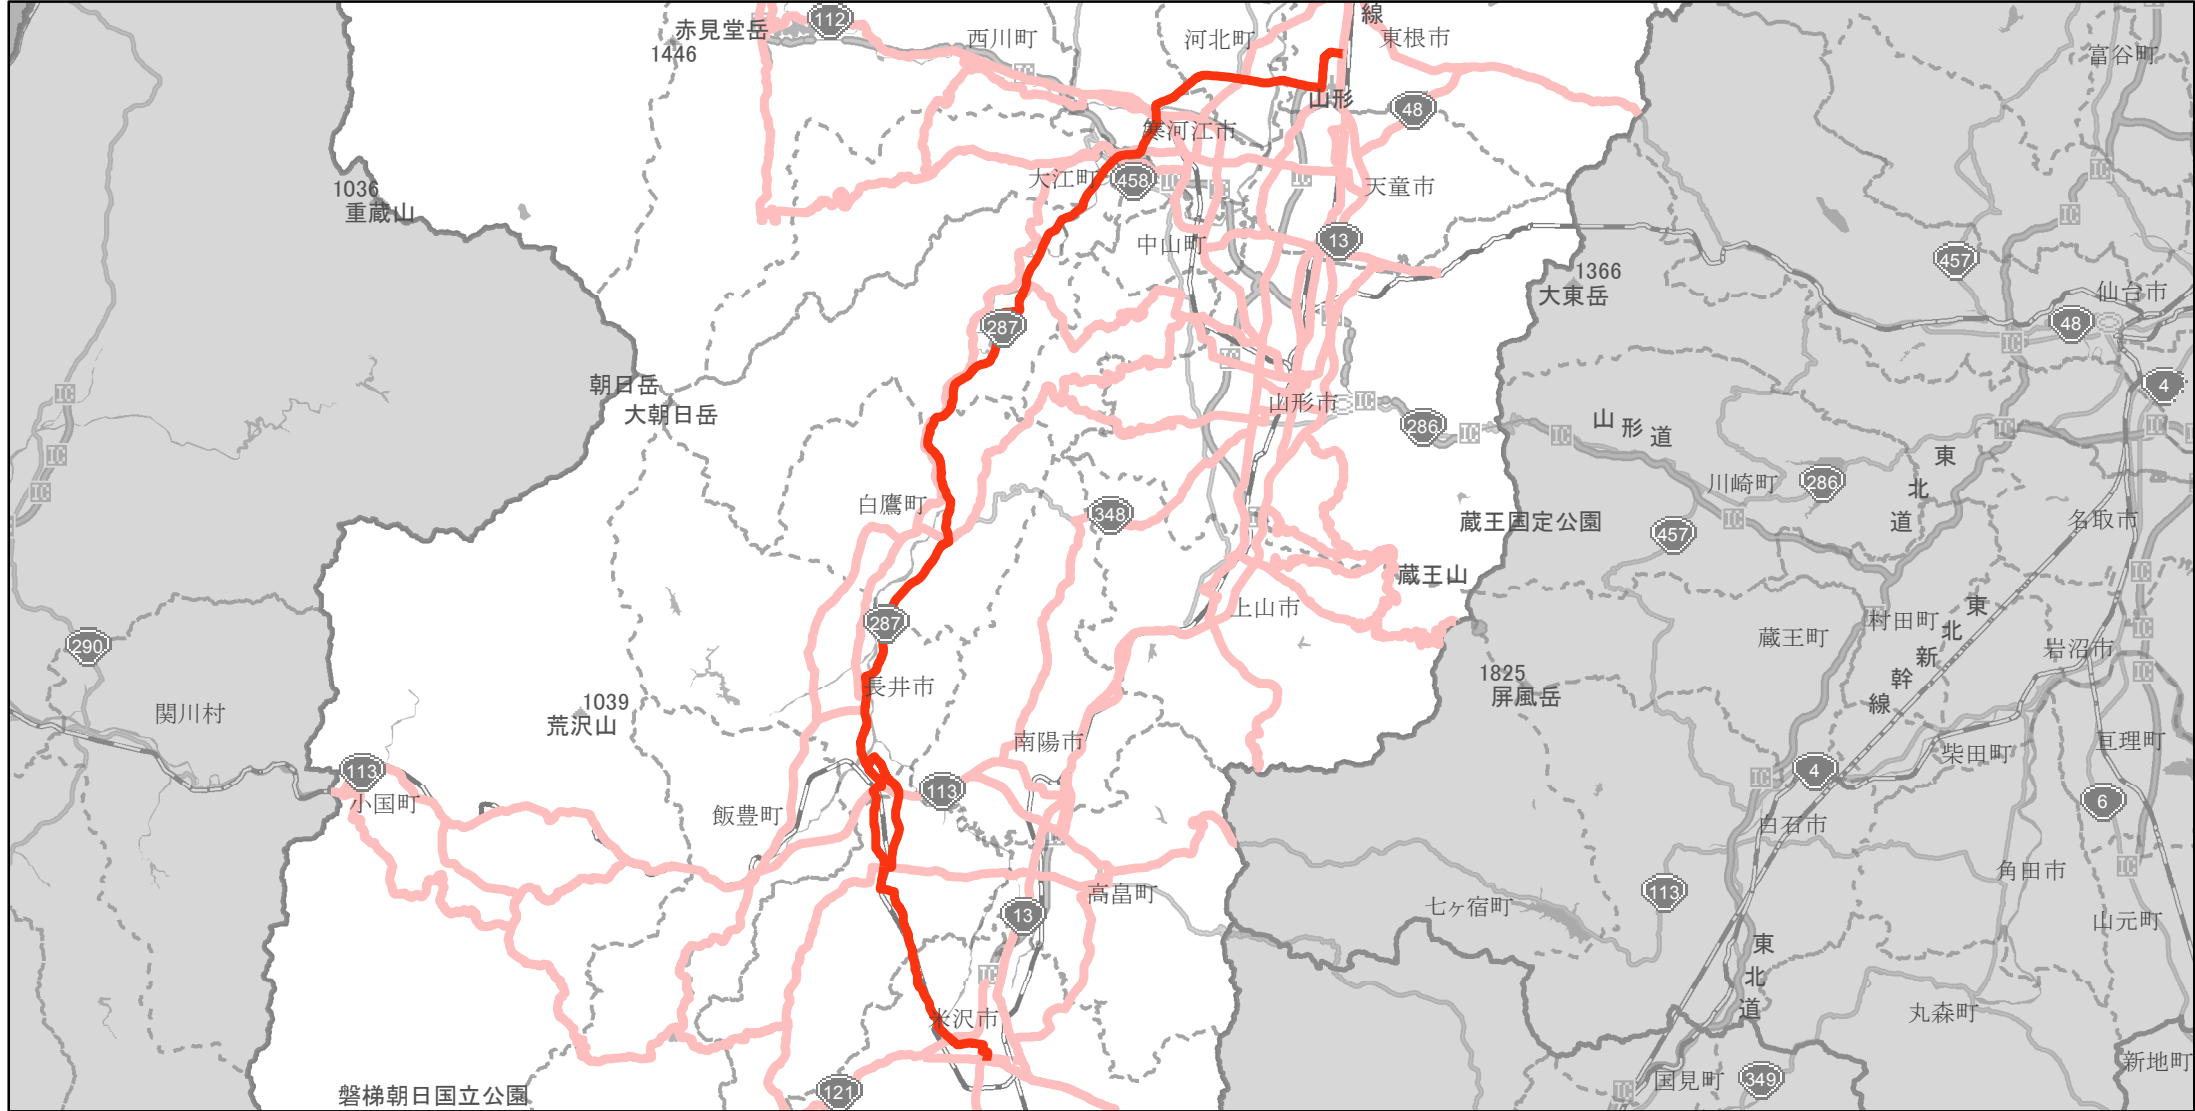 赤見堂岳
1446
112
西川町
河北町
線
東根市
富谷町
山形
48
寒河江市
1036
重蔵山
大江町
458
天童市
中山町
13
1366
大東岳
457
仙台市
48
287
朝日岳
大朝日岳
山形市
286
IC
山形道
4
東北道
川崎町
286
白鷹町
348
蔵王国定公園
457
名取市
蔵王山
上山市
290
287
村田町
東北新幹線
蔵王町
岩沼市
長井市
1825
屏風岳
関川村
1039
荒沢山
南陽市
亘理町
柴田町
113
小国町
飯豊町
113
4
6
白石市
角田市
高畠町
113
七ヶ宿町
山元町
13
東北道
米沢市
丸森町
新地町
国見町
349
121
磐梯朝日国立公園